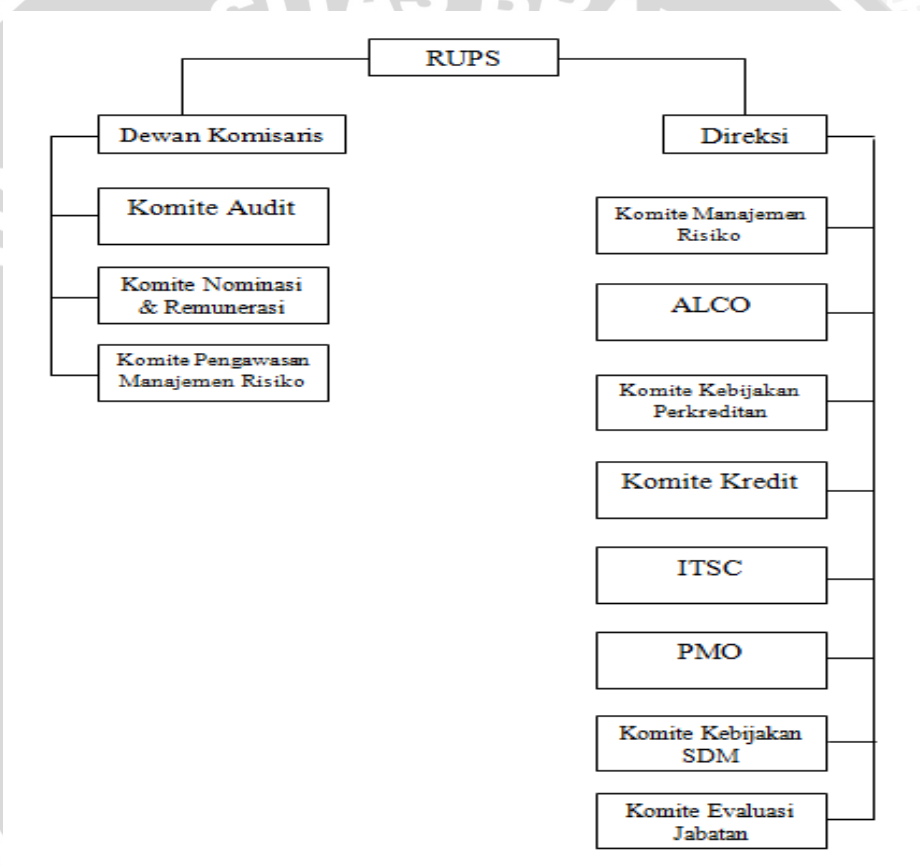 RUPS
Dewan Komisaris
Direksi
Komite Audit
Komite Nominasi
& Remunerasi
Komite Pengawasan
Manajemen Risiko
Komite Manajemen
Risiko
ALCO
Komite Kebijakan
Perkreditan
Komite Kredit
ITSC
PMO
Komite Kebijakan
SDM
Komite Evaluasi
Jabatan